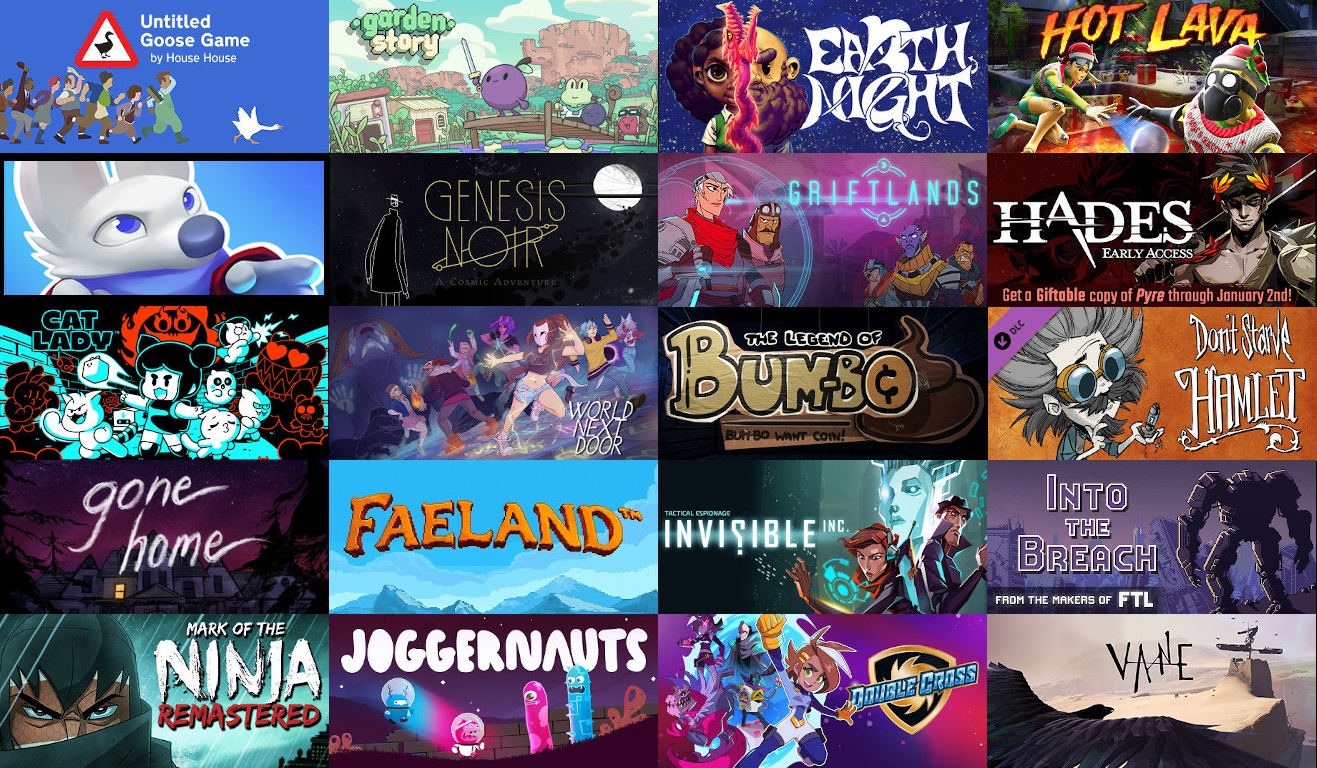 Untitled
Goose Game
by House House
garden
story
EARTH
NIGHT
HOT LAVA
GENESIS
NOIR
A COSMIC ADVENTURE
GRIFTLANDS
HADES
EARLY ACCESS
Get a Giftable copy of Pyre through January 2nd!
CAT
LADY
WORLD
NEXT
DOOR
THE LEGEND OF
BUM-BO
BUM-BO WANT COIN!
DLC
Don't Starve
HAMLET
gone
home
FAELAND™
TACTICAL ESPIONAGE
INVISIBLE INC.
INTO
THE
BREACH
FROM THE MAKERS OF FTL
MARK OF THE
NINJA
REMASTERED
JOGGERNAUTS
DOUBLE CROSS
VANE